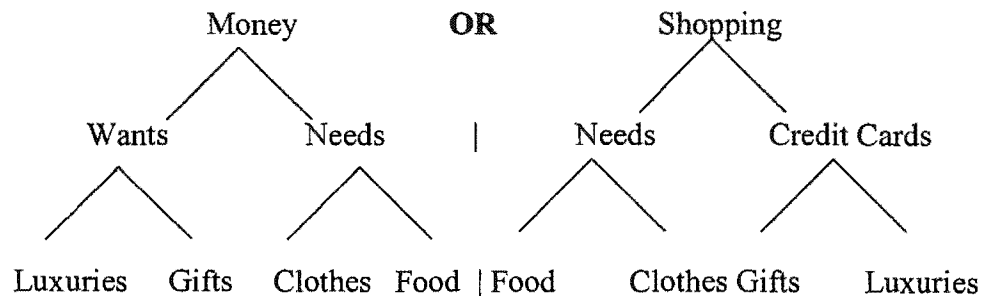 Money OR Shopping
Wants Needs | Needs Credit Cards
Luxuries Gifts Clothes Food | Food Clothes Gifts Luxuries